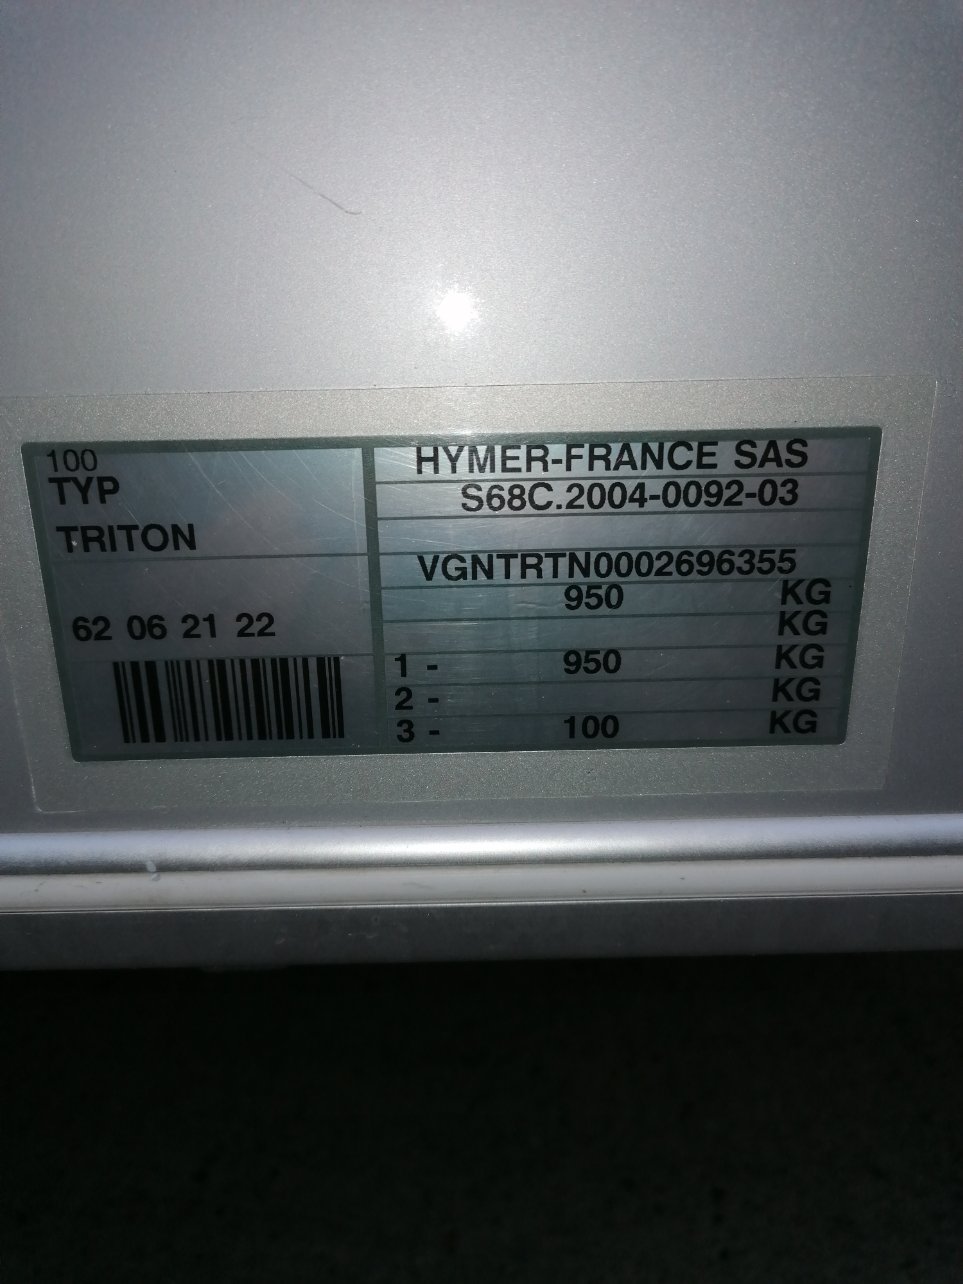 100
TYP
TRITON
62 06 21 22
HYMER-FRANCE SAS
S68C.2004-0092-03
VGNTRTN0002696355
950 KG
KG
1 - 950 KG
2 - KG
3 - 100 KG